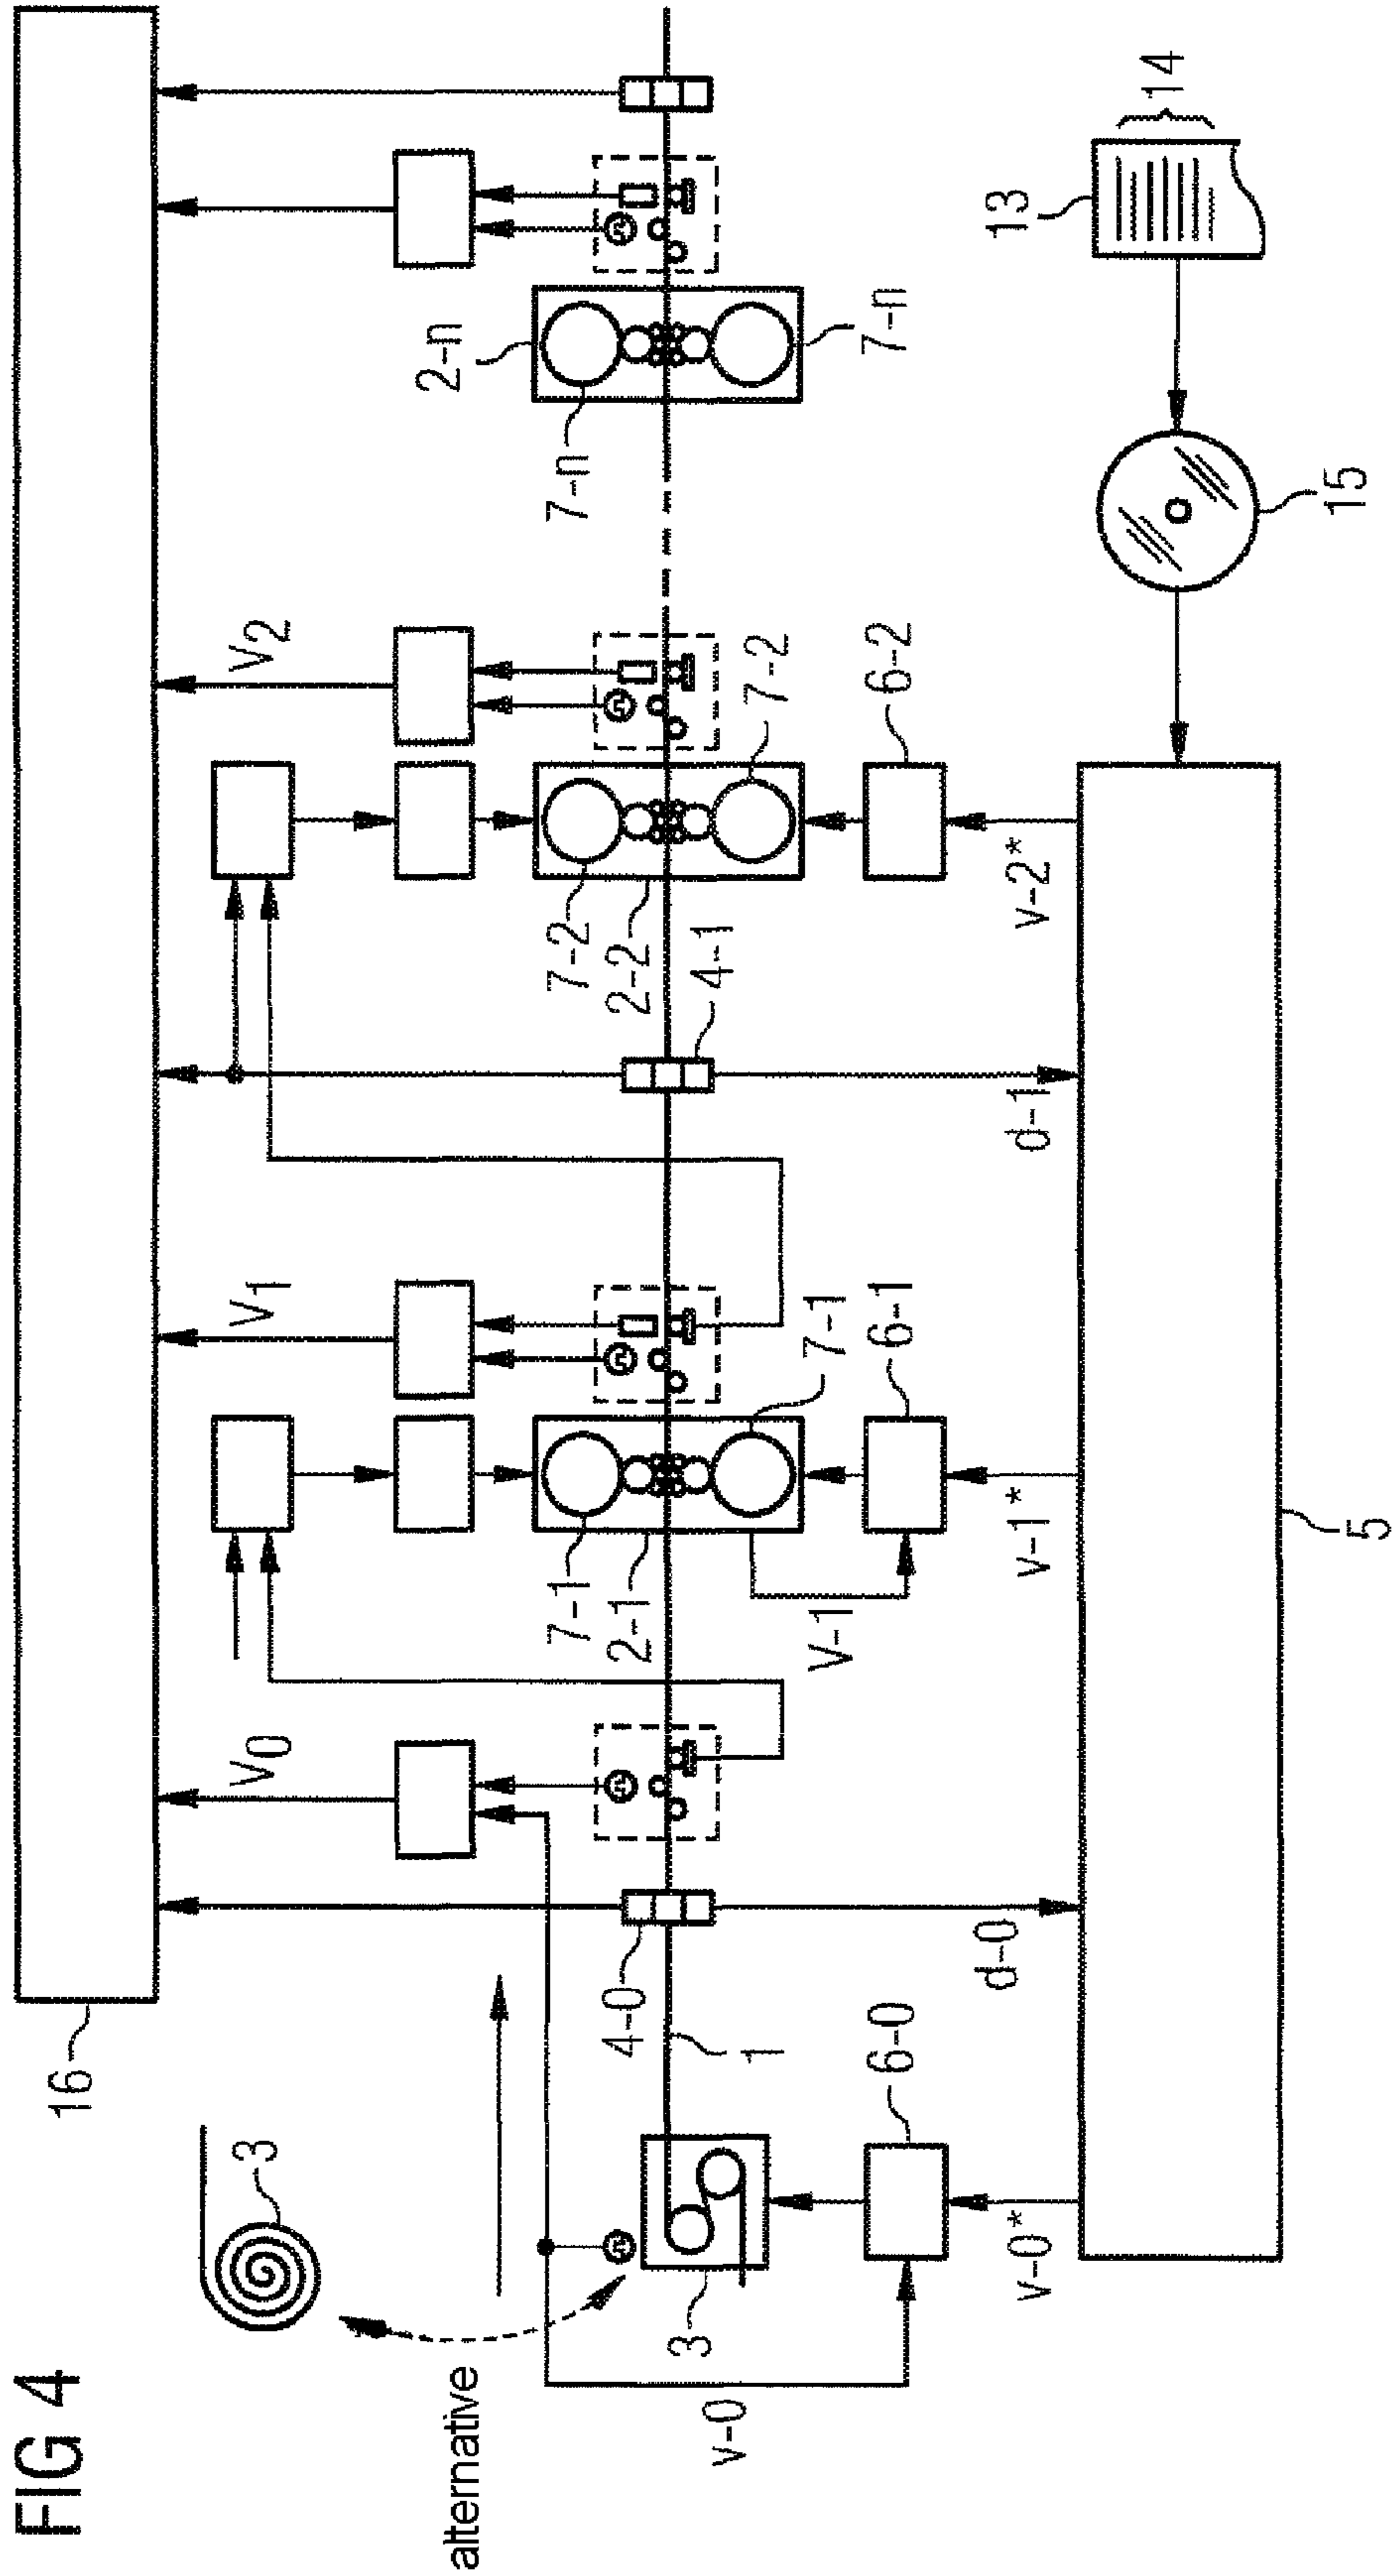 FIG 4
alternative
3
16
V0
V1
V2
v-0
3
4-0
1
7-1
2-1
7-1
7-2
2-2
7-2
4-1
7-n
2-n
7-n
6-0
V-1
6-1
6-2
v-0*
d-0
v-1*
d-1
v-2*
5
13
14
15